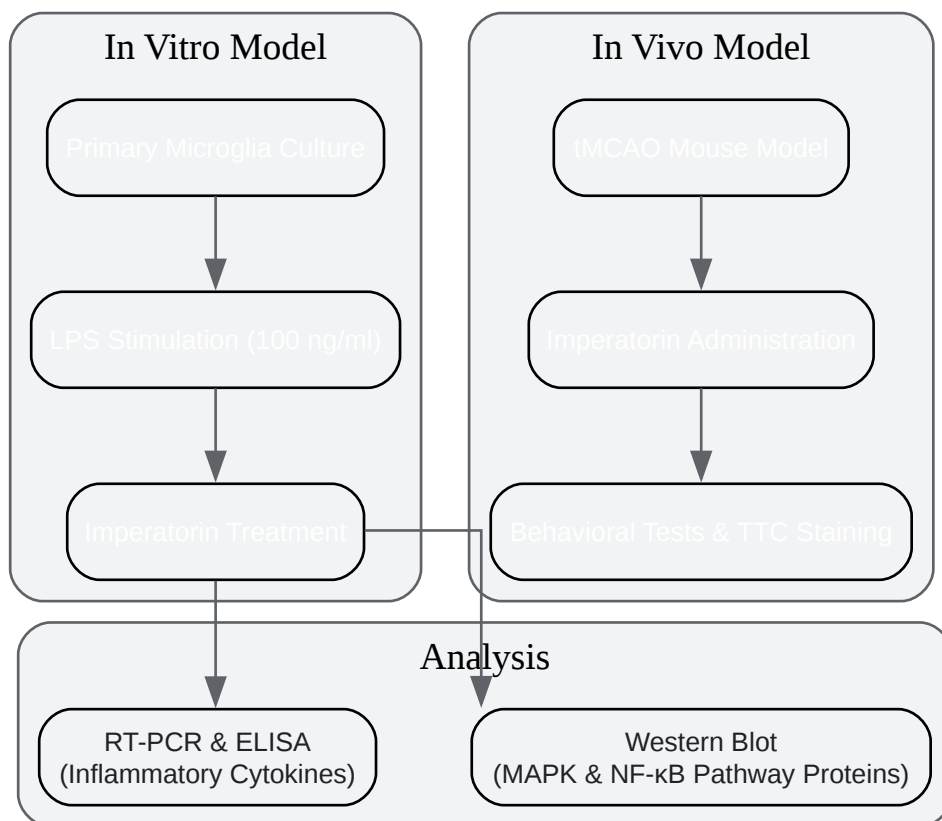 In Vitro Model
Primary Microglia Culture
LPS Stimulation (100 ng/ml)
Imperatorin Treatment
In Vivo Model
tMCAO Mouse Model
Imperatorin Administration
Behavioral Tests & TTC Staining
Analysis
RT-PCR & ELISA
(Inflammatory Cytokines)
Western Blot
(MAPK & NF-κB Pathway Proteins)